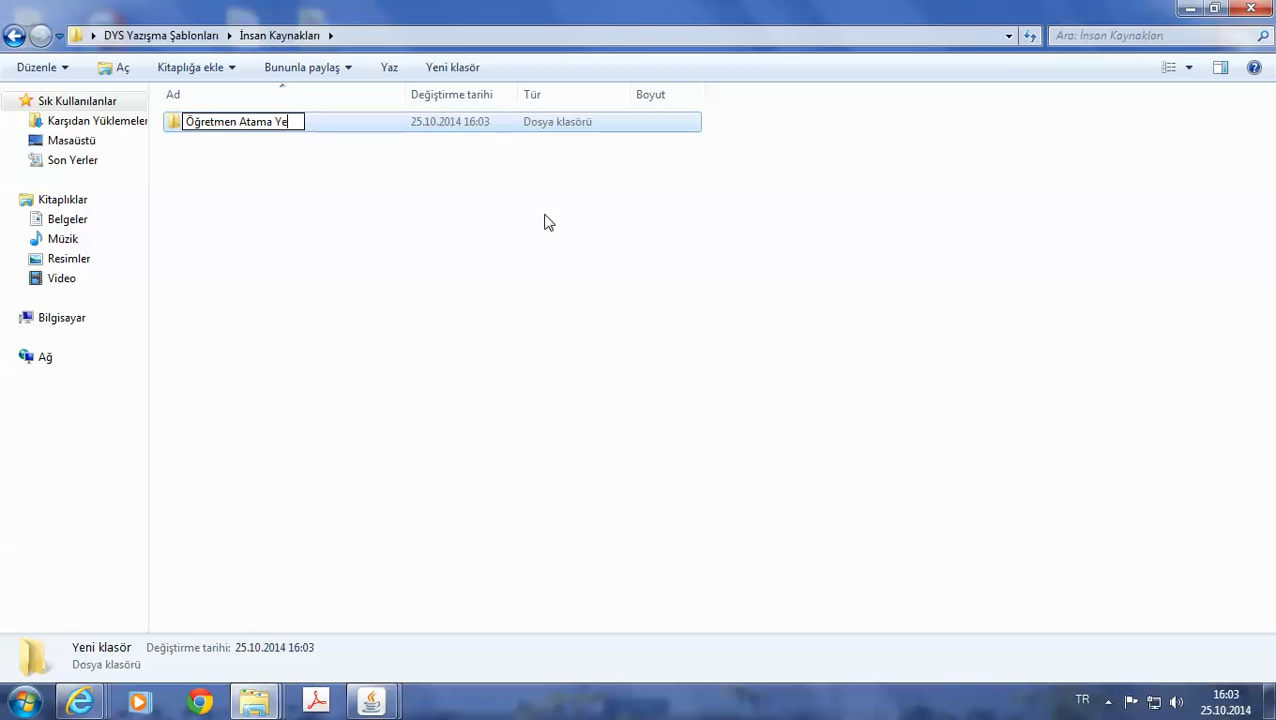 DYS Yazışma Şablonları İnsan Kaynakları
Ara: İnsan Kaynakları
Düzenle Aç Kitaplığa ekle Bununla paylaş Yaz Yeni klasör
Ad Değiştirme tarihi Tür Boyut
Öğretmen Atama Ye 25.10.2014 16:03 Dosya klasörü
Sık Kullanılanlar
Karşıdan Yüklemeler
Masaüstü
Son Yerler
Kitaplıklar
Belgeler
Müzik
Resimler
Video
Bilgisayar
Ağ
Yeni klasör Değiştirme tarihi: 25.10.2014 16:03
Dosya klasörü
TR
16:03
25.10.2014